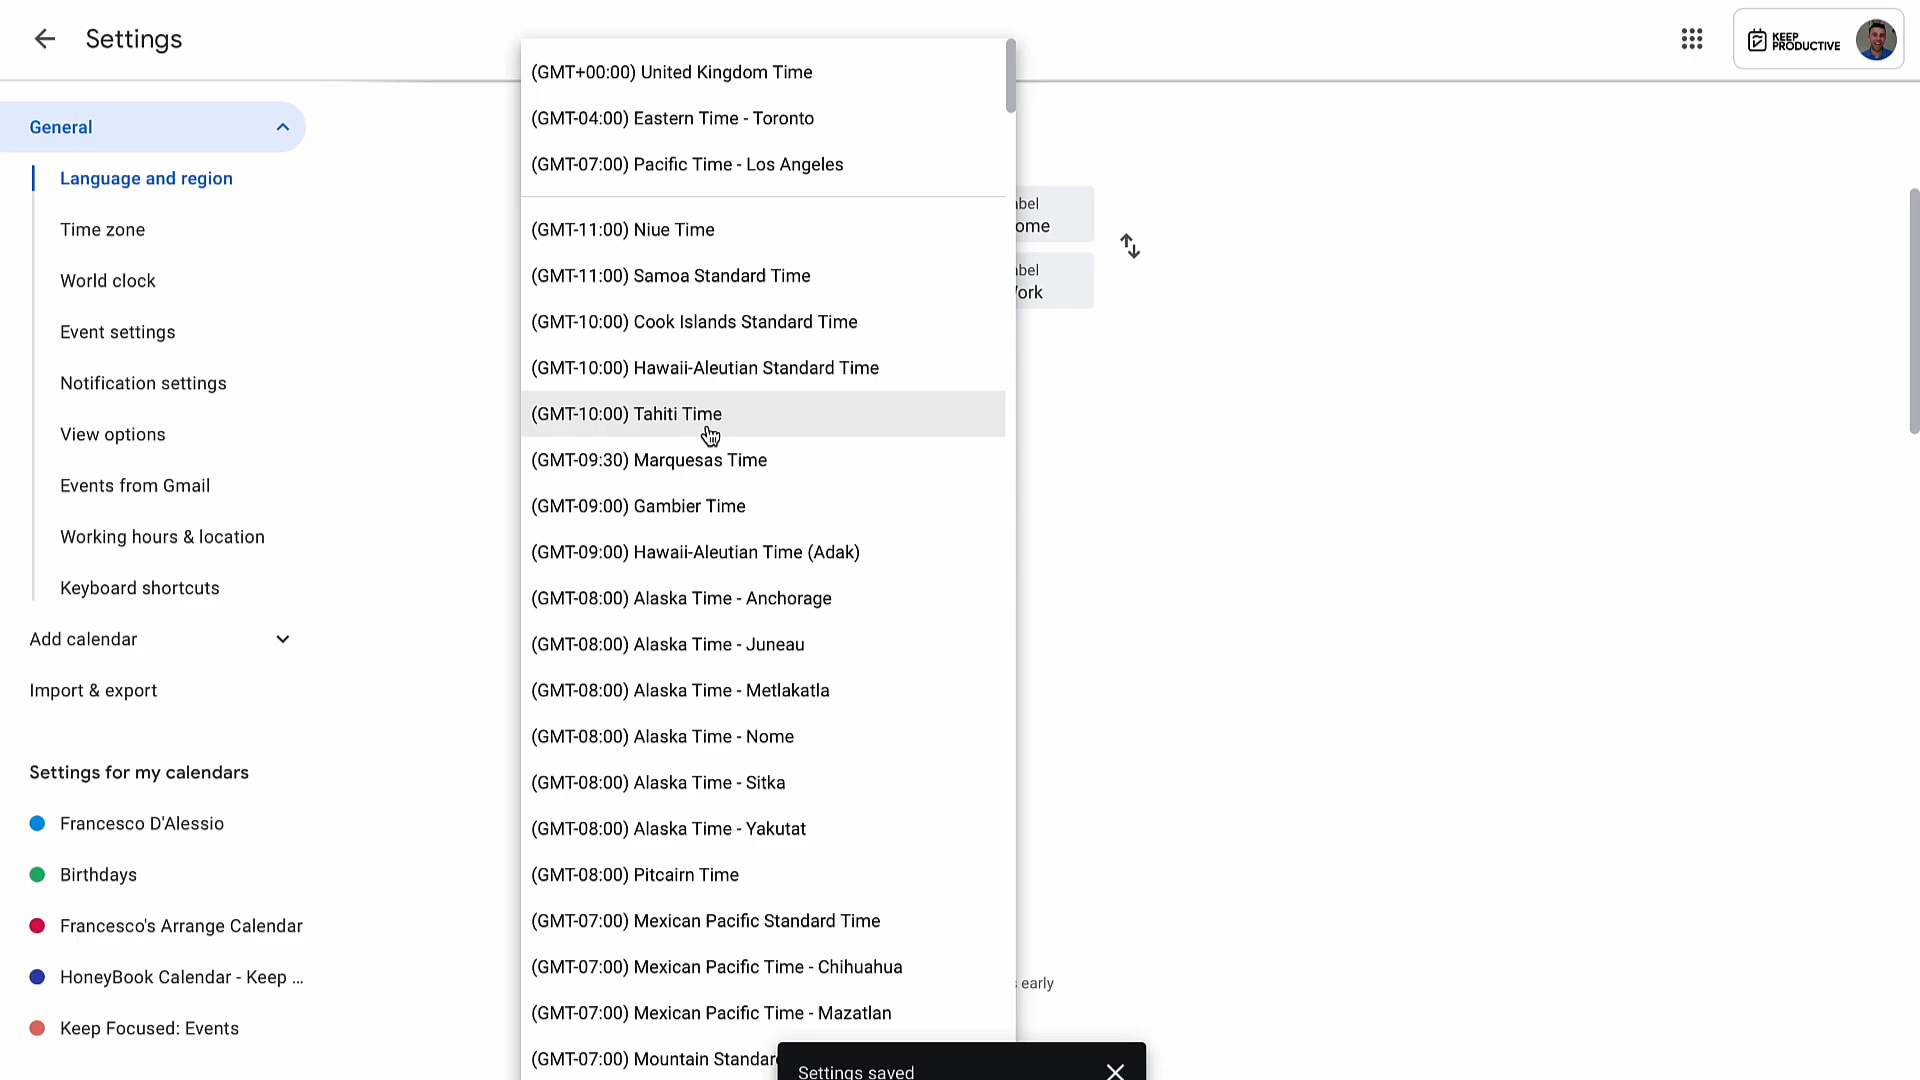 Settings
KEEP
PRODUCTIVE
General
Language and region
Time zone
World clock
Event settings
Notification settings
View options
Events from Gmail
Working hours & location
Keyboard shortcuts
Add calendar
Import & export
Settings for my calendars
Francesco D'Alessio
Birthdays
Francesco's Arrange Calendar
HoneyBook Calendar - Keep ...
Keep Focused: Events
(GMT+00:00) United Kingdom Time
(GMT-04:00) Eastern Time - Toronto
(GMT-07:00) Pacific Time - Los Angeles
(GMT-11:00) Niue Time
(GMT-11:00) Samoa Standard Time
(GMT-10:00) Cook Islands Standard Time
(GMT-10:00) Hawaii-Aleutian Standard Time
(GMT-10:00) Tahiti Time
(GMT-09:30) Marquesas Time
(GMT-09:00) Gambier Time
(GMT-09:00) Hawaii-Aleutian Time (Adak)
(GMT-08:00) Alaska Time - Anchorage
(GMT-08:00) Alaska Time - Juneau
(GMT-08:00) Alaska Time - Metlakatla
(GMT-08:00) Alaska Time - Nome
(GMT-08:00) Alaska Time - Sitka
(GMT-08:00) Alaska Time - Yakutat
(GMT-08:00) Pitcairn Time
(GMT-07:00) Mexican Pacific Standard Time
(GMT-07:00) Mexican Pacific Time - Chihuahua
(GMT-07:00) Mexican Pacific Time - Mazatlan
(GMT-07:00) Mountain Standar
abel
ome
abel
ork
early
Settings saved